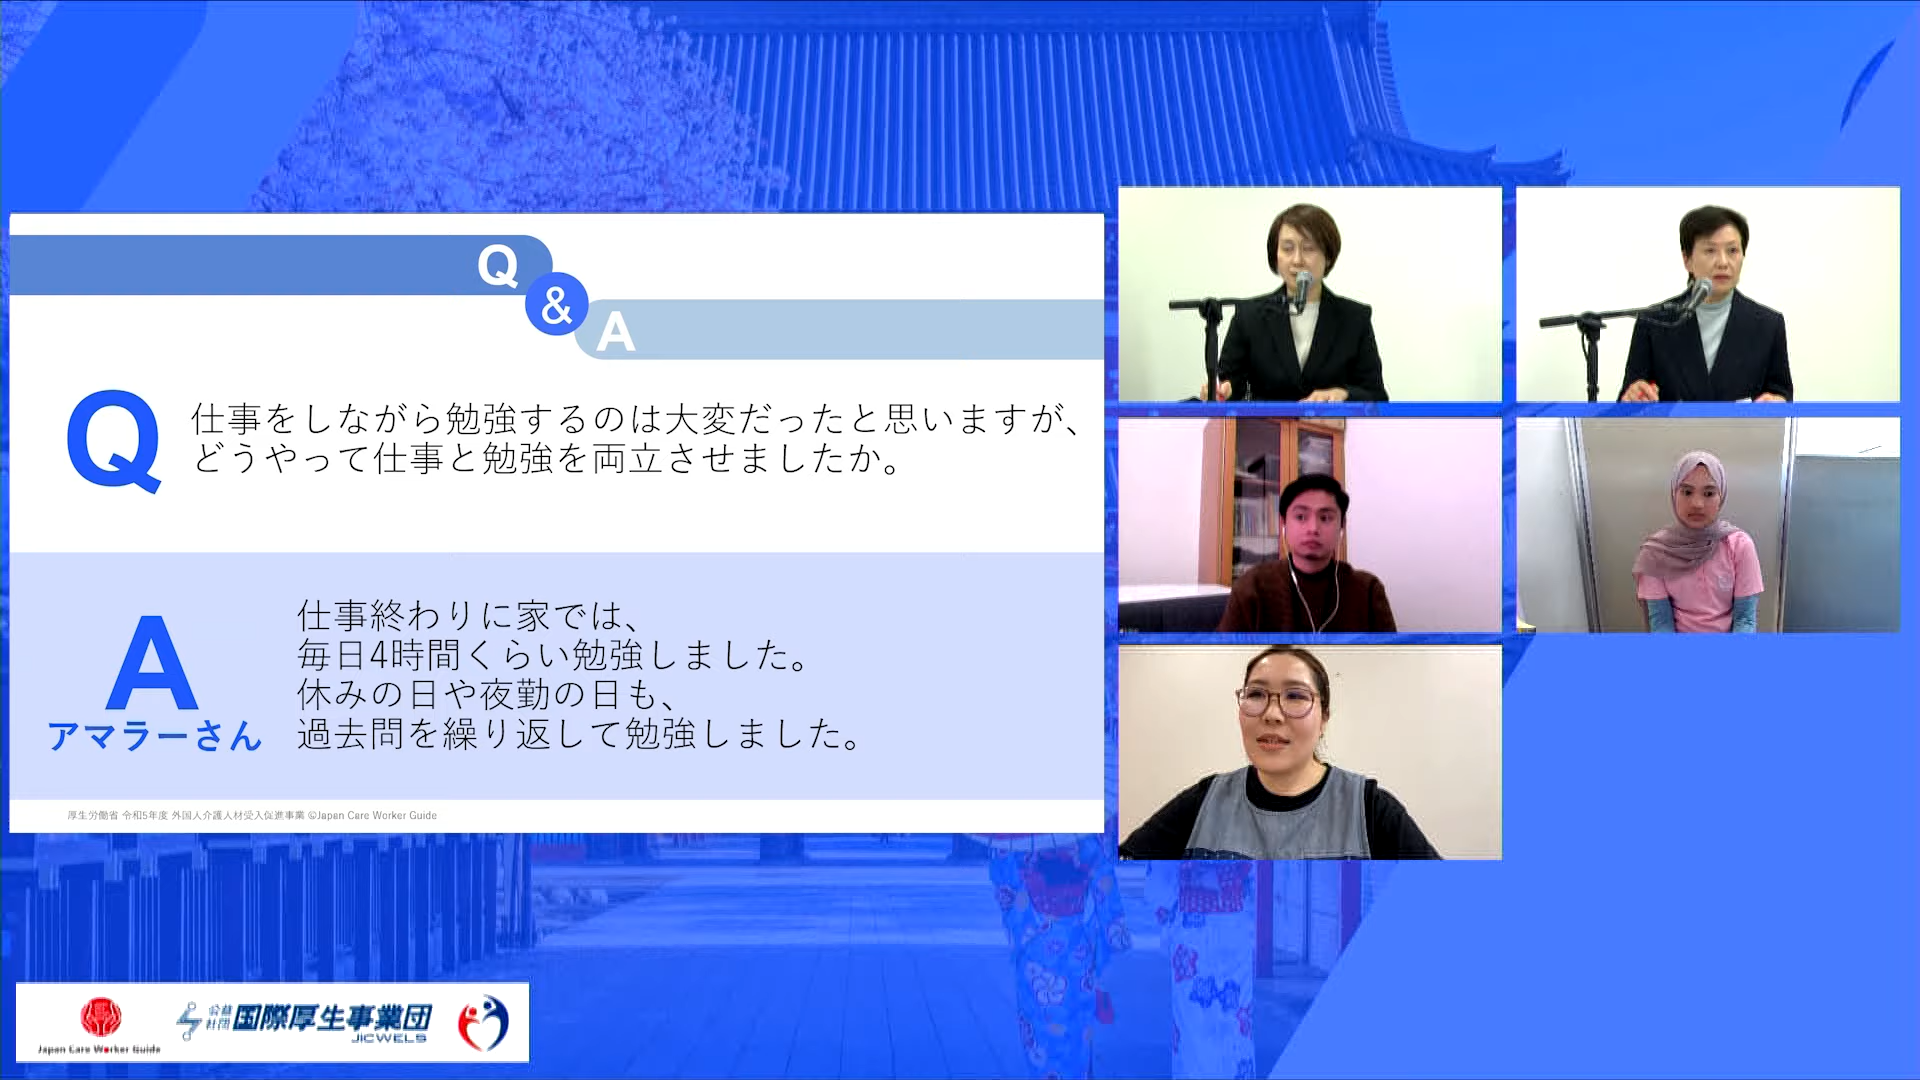 Q
&
A
Q
仕事をしながら勉強するのは大変だったと思いますが、
どうやって仕事と勉強を両立させましたか。
A
アマラーさん
仕事終わりに家では、
毎日4時間くらい勉強しました。
休みの日や夜勤の日も、
過去問を繰り返して勉強しました。
厚生労働省 令和5年度 外国人介護人材受入促進事業 ©Japan Care Worker Guide
Japan Care Worker Guide
公益
社団
国際厚生事業団
JICWELS